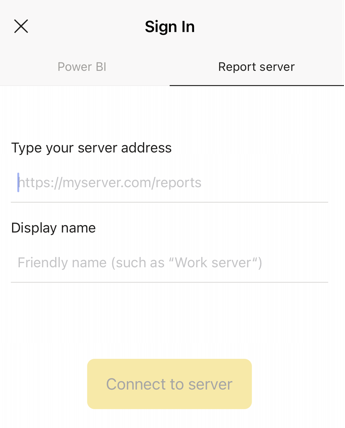 Sign In
Power BI
Report server
Type your server address
https://myserver.com/reports
Display name
Friendly name (such as “Work server“)
Connect to server